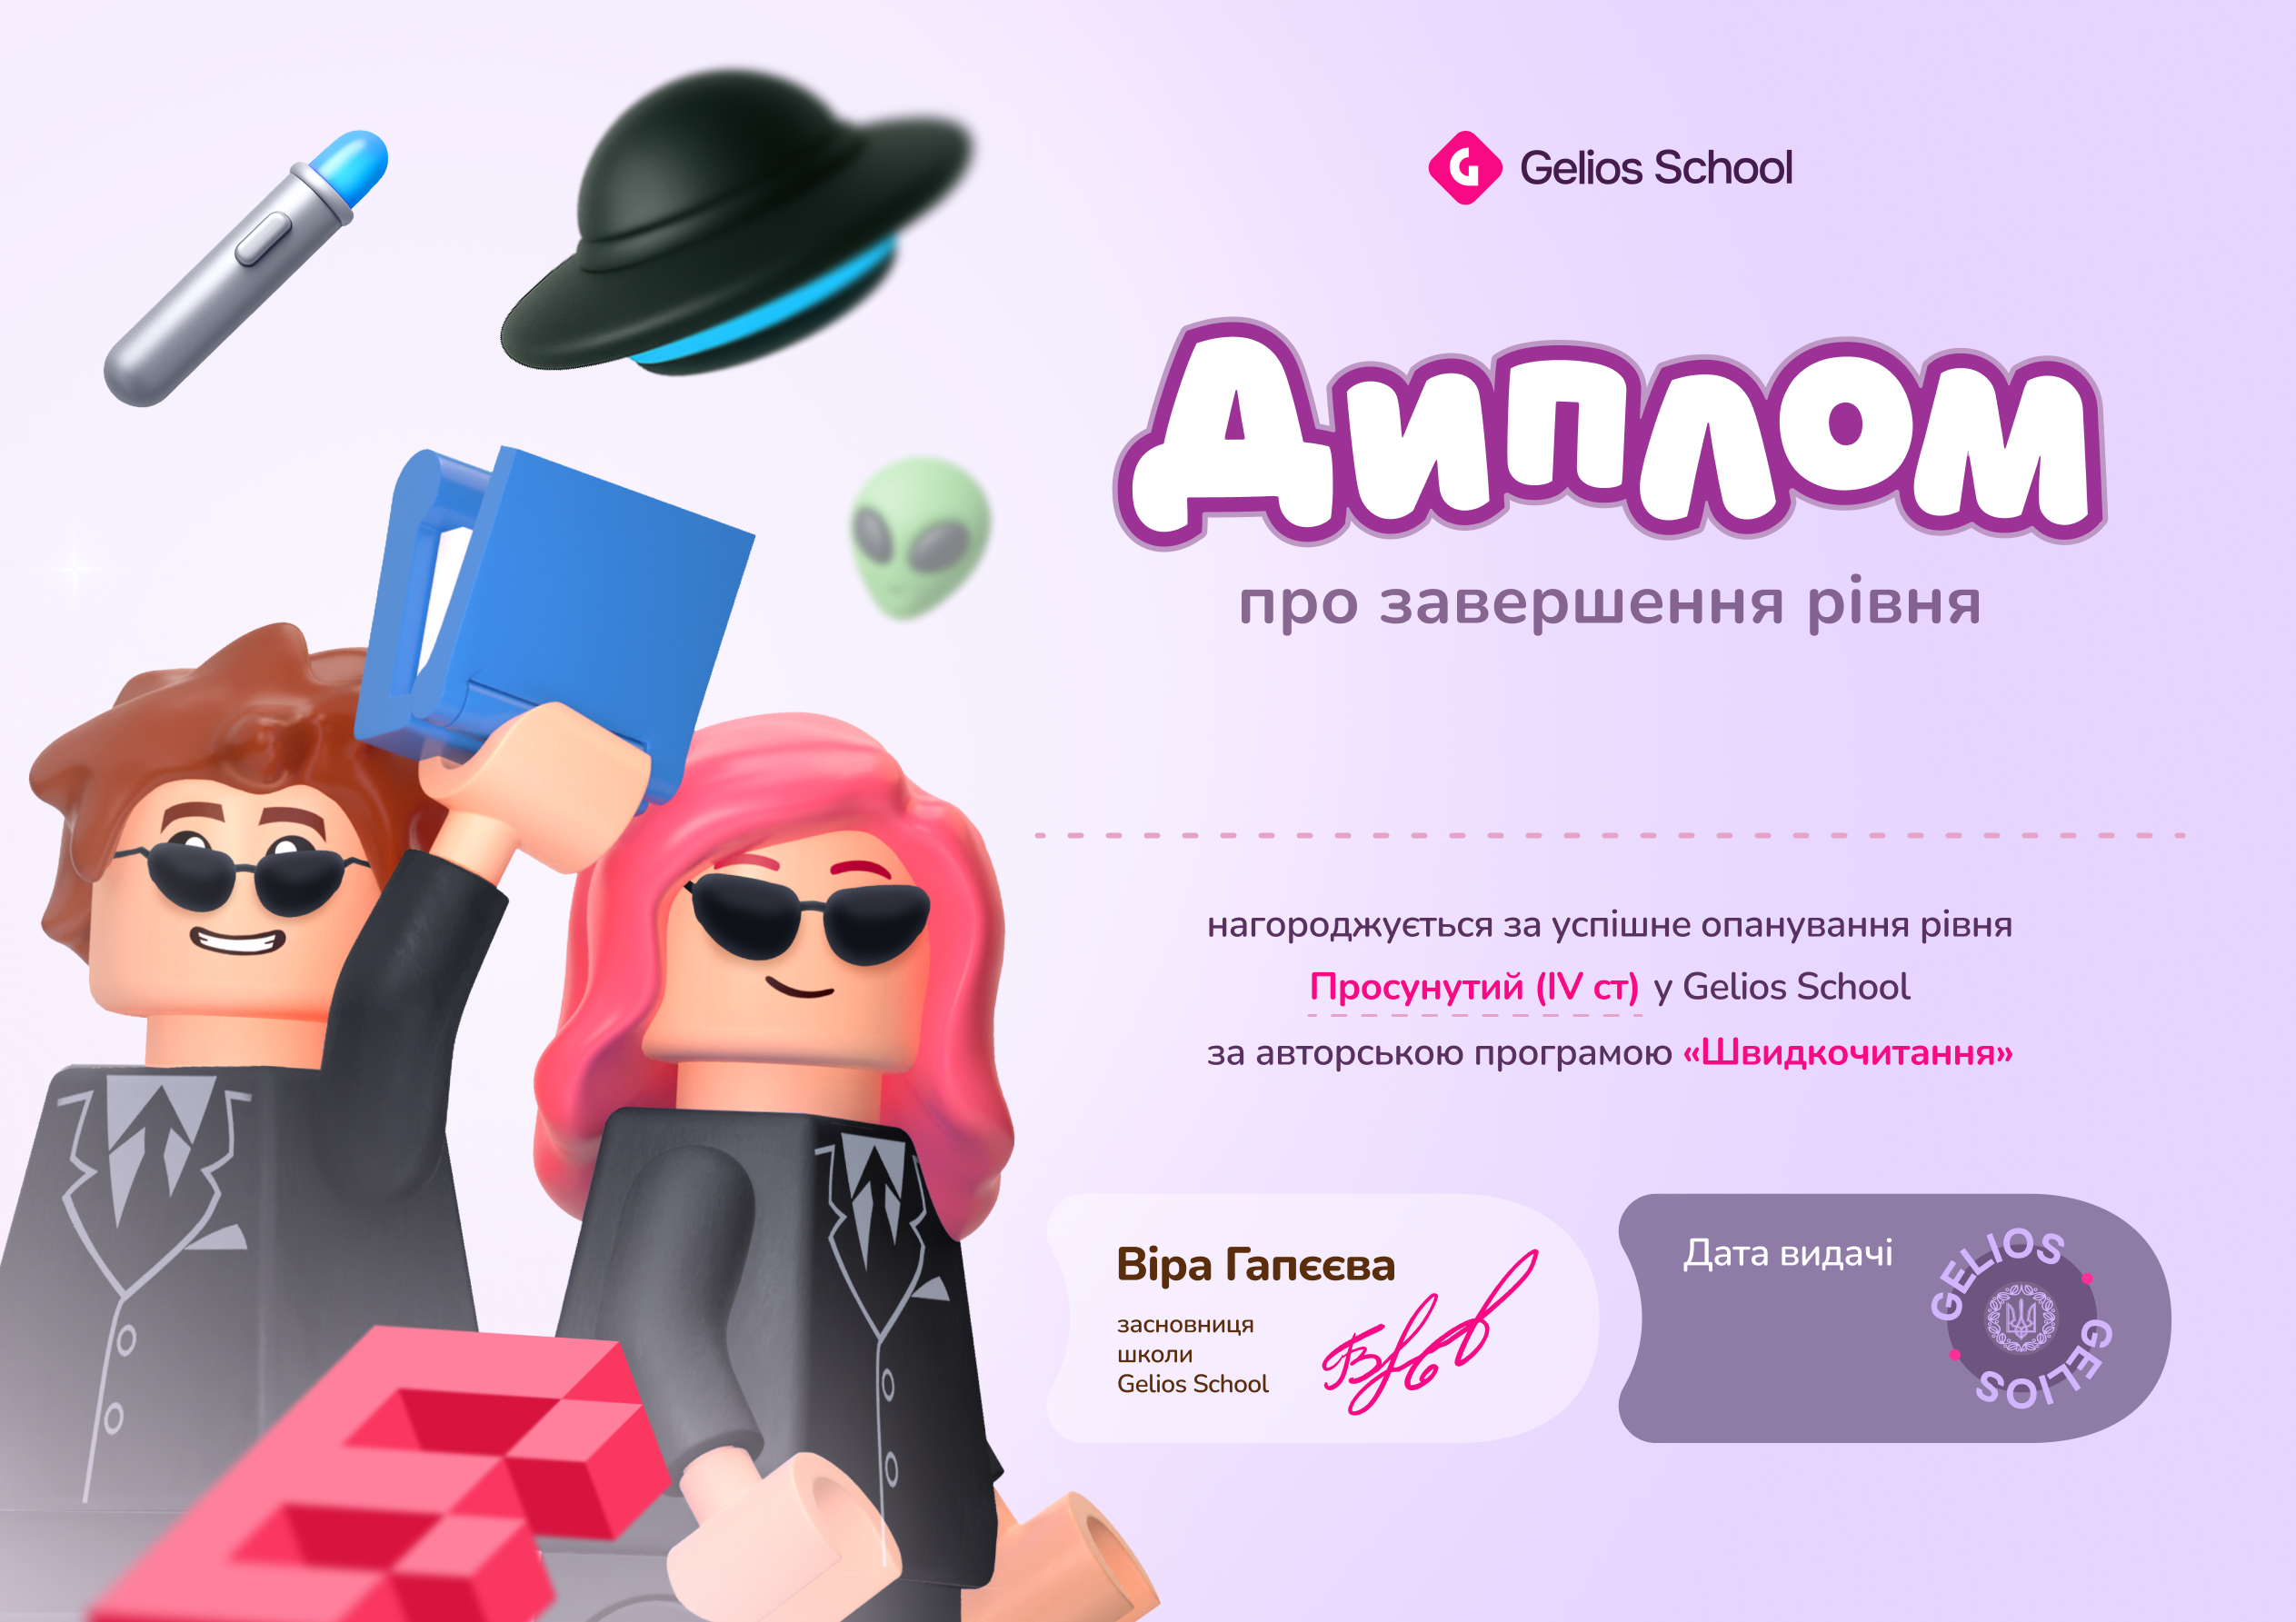 Gelios School
Диплом
про завершення рівня
нагороджується за успішне опанування рівня
Просунутий (IV ст) у Gelios School
за авторською програмою «Швидкочитання»
Віра Гапєєва
засновниця
школи
Gelios School
Дата видачі
GELIOS
GELIOS